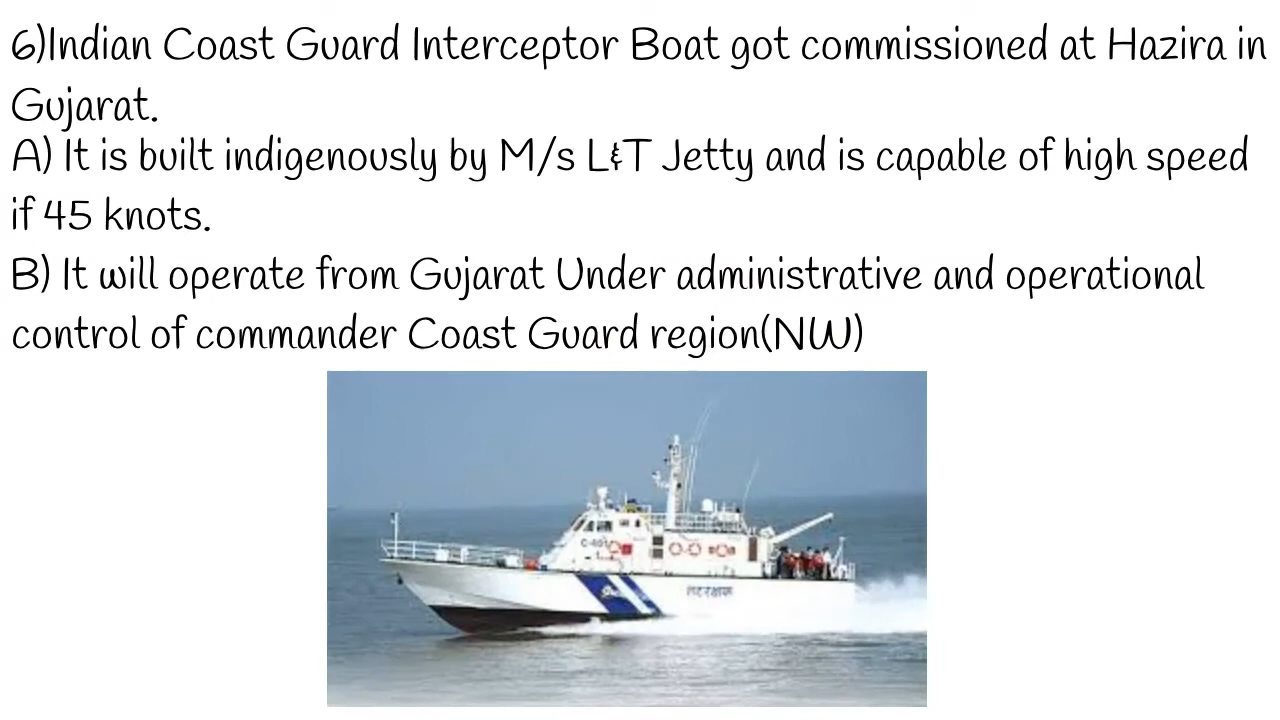 6)Indian Coast Guard Interceptor Boat got commissioned at Hazira in
Gujarat.
A) It is built indigenously by M/s L&T Jetty and is capable of high speed
if 45 knots.
B) It will operate from Gujarat Under administrative and operational
control of commander Coast Guard region(NW)
तटरक्षक